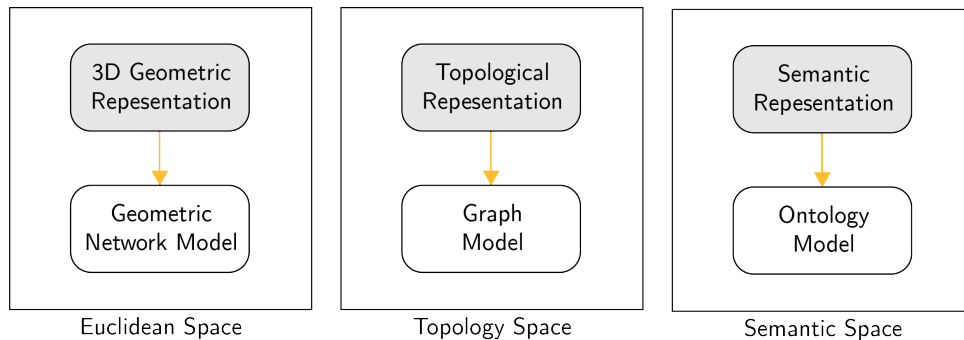 3D Geometric
Repesentation
Geometric
Network Model
Euclidean Space
Topological
Repesentation
Graph
Model
Topology Space
Semantic
Repesentation
Ontology
Model
Semantic Space